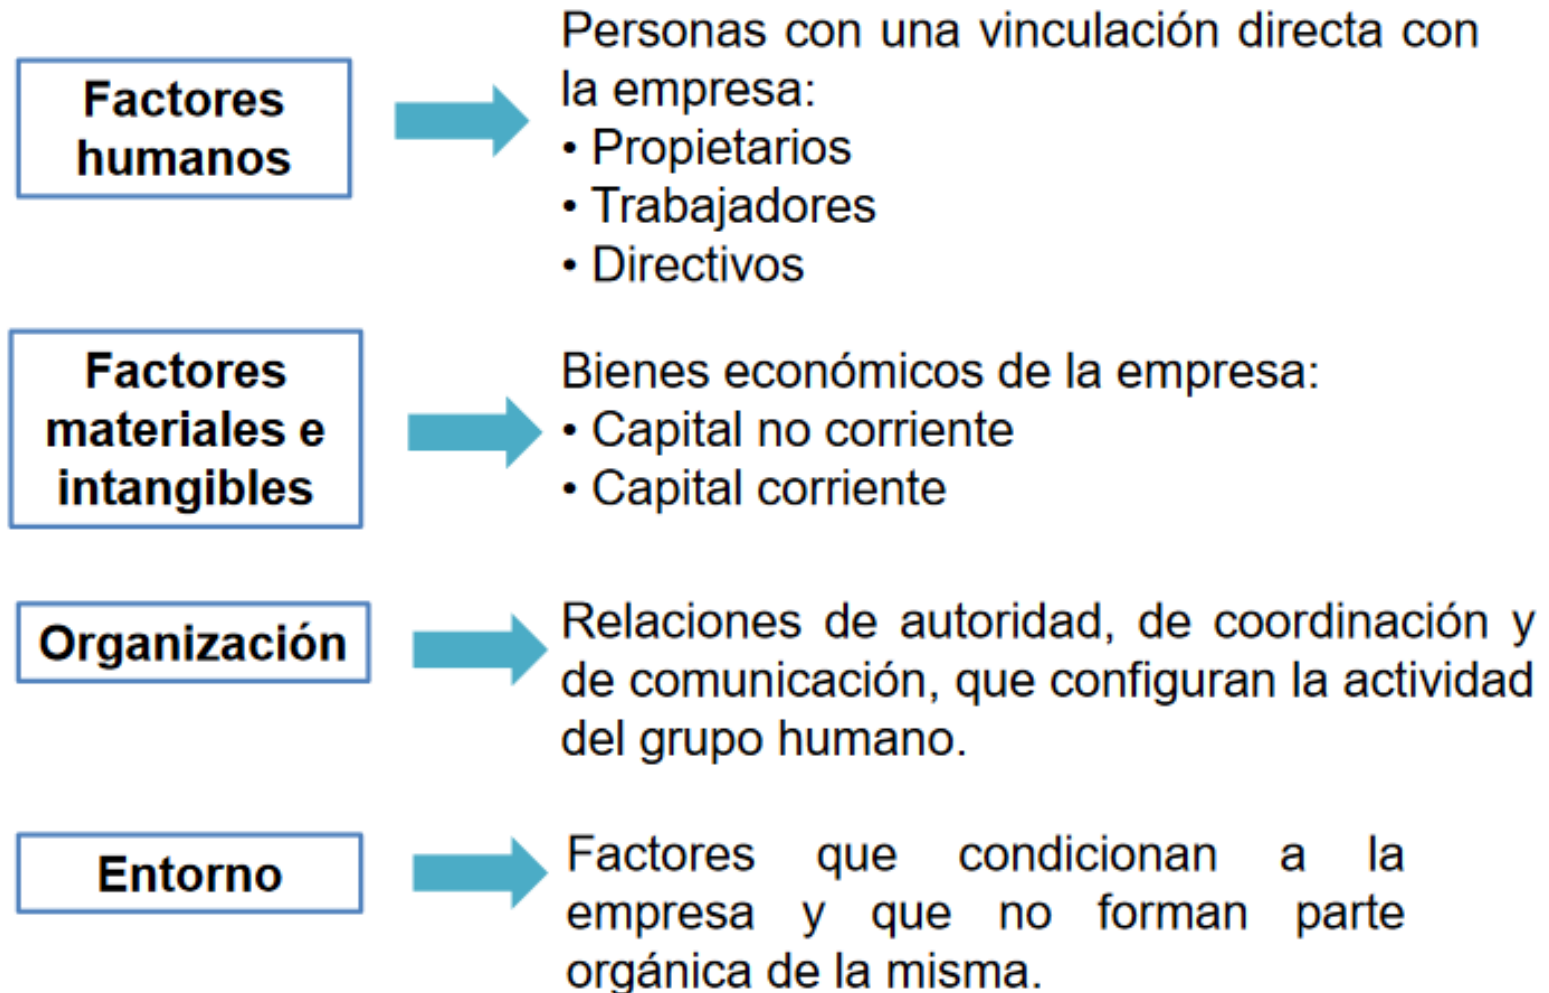 Factores
humanos
Personas con una vinculación directa con
la empresa:
• Propietarios
• Trabajadores
• Directivos
Factores
materiales e
intangibles
Bienes económicos de la empresa:
• Capital no corriente
• Capital corriente
Organización
Relaciones de autoridad, de coordinación y
de comunicación, que configuran la actividad
del grupo humano.
Entorno
Factores que condicionan a la
empresa y que no forman parte
orgánica de la misma.